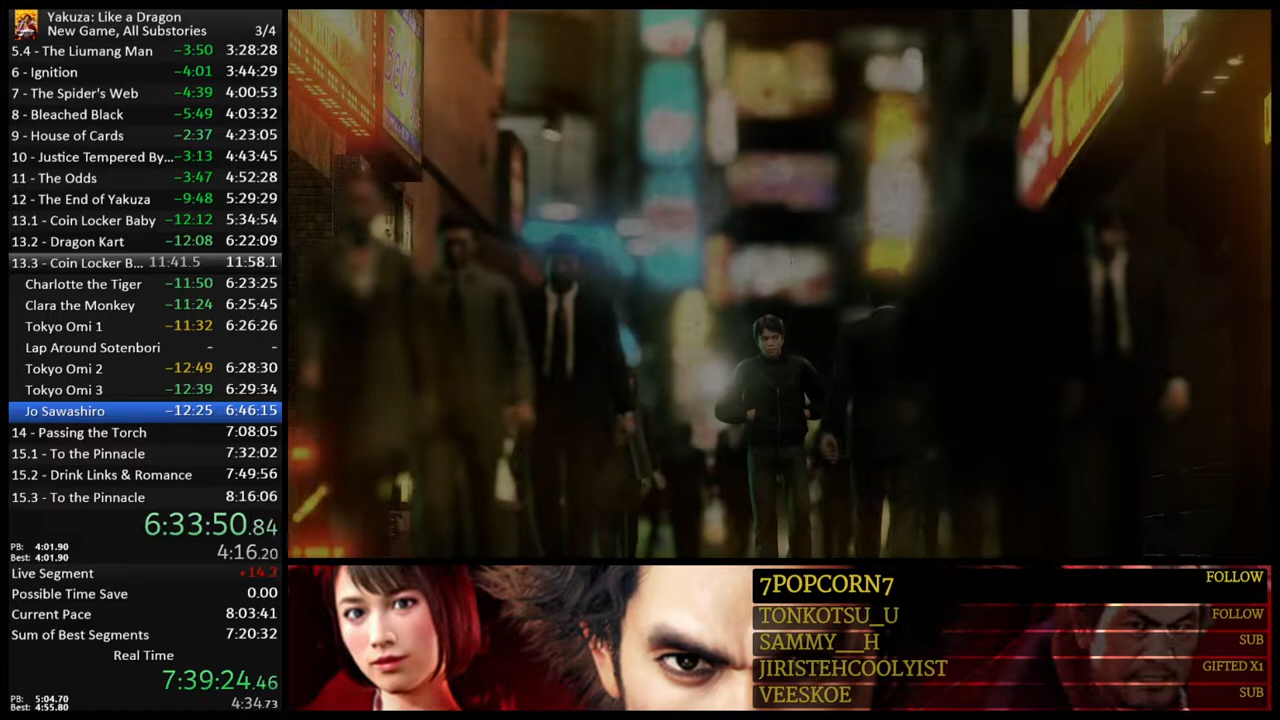 Yakuza: Like a Dragon
New Game, All Substories 3/4
5.4 - The Liumang Man −3:50 3:28:28
6 - Ignition −4:01 3:44:29
7 - The Spider's Web −4:39 4:00:53
8 - Bleached Black −5:49 4:03:32
9 - House of Cards −2:37 4:23:05
10 - Justice Tempered By... −3:13 4:43:45
11 - The Odds −3:47 4:52:28
12 - The End of Yakuza −9:48 5:29:29
13.1 - Coin Locker Baby −12:12 5:34:54
13.2 - Dragon Kart −12:08 6:22:09
13.3 - Coin Locker B... 11:41.5 11:58.1
Charlotte the Tiger −11:50 6:23:25
Clara the Monkey −11:24 6:25:45
Tokyo Omi 1 −11:32 6:26:26
Lap Around Sotenbori - -
Tokyo Omi 2 −12:49 6:28:30
Tokyo Omi 3 −12:39 6:29:34
Jo Sawashiro −12:25 6:46:15
14 - Passing the Torch 7:08:05
15.1 - To the Pinnacle 7:32:02
15.2 - Drink Links & Romance 7:49:56
15.3 - To the Pinnacle 8:16:06
6:33:50.84
PB: 4:01.90
Best: 4:01.90
4:16.20
Live Segment +14.3
Possible Time Save 0.00
Current Pace 8:03:41
Sum of Best Segments 7:20:32
Real Time
7:39:24.46
PB: 5:04.70
Best: 4:55.80
4:34.73
7POPCORN7 FOLLOW
TONKOTSU_U FOLLOW
SAMMY__H SUB
JIRISTEHCOOLYIST GIFTED X1
VEESKOE SUB